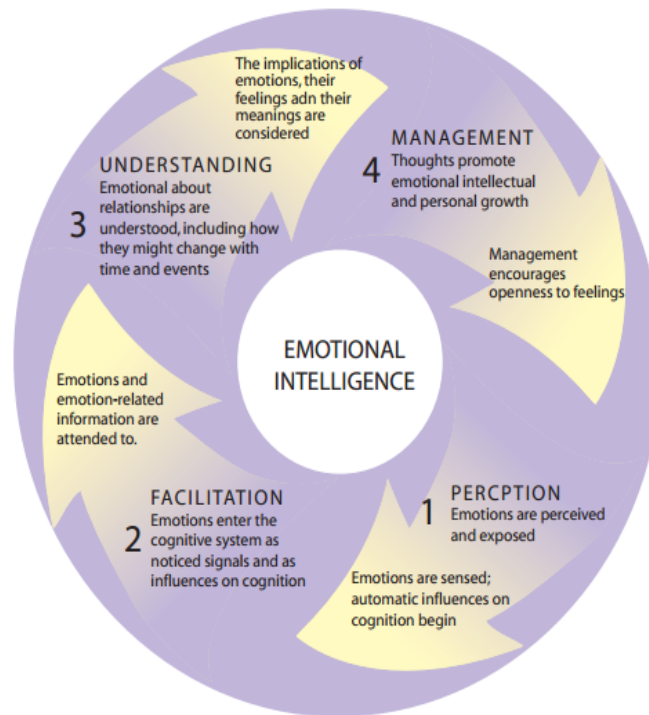 The implications of
emotions, their
feelings adn their
meanings are
considered
UNDERSTANDING
3
Emotional about
relationships are
understood, including how
they might change with
time and events
MANAGEMENT
4
Thoughts promote
emotional intellectual
and personal growth
Management
encourages
openness to feelings
EMOTIONAL
INTELLIGENCE
Emotions and
emotion-related
information are
attended to.
FACILITATION
2
Emotions enter the
cognitive system as
noticed signals and as
influences on cognition
PERCPTION
1
Emotions are perceived
and exposed
Emotions are sensed;
automatic influences on
cognition begin